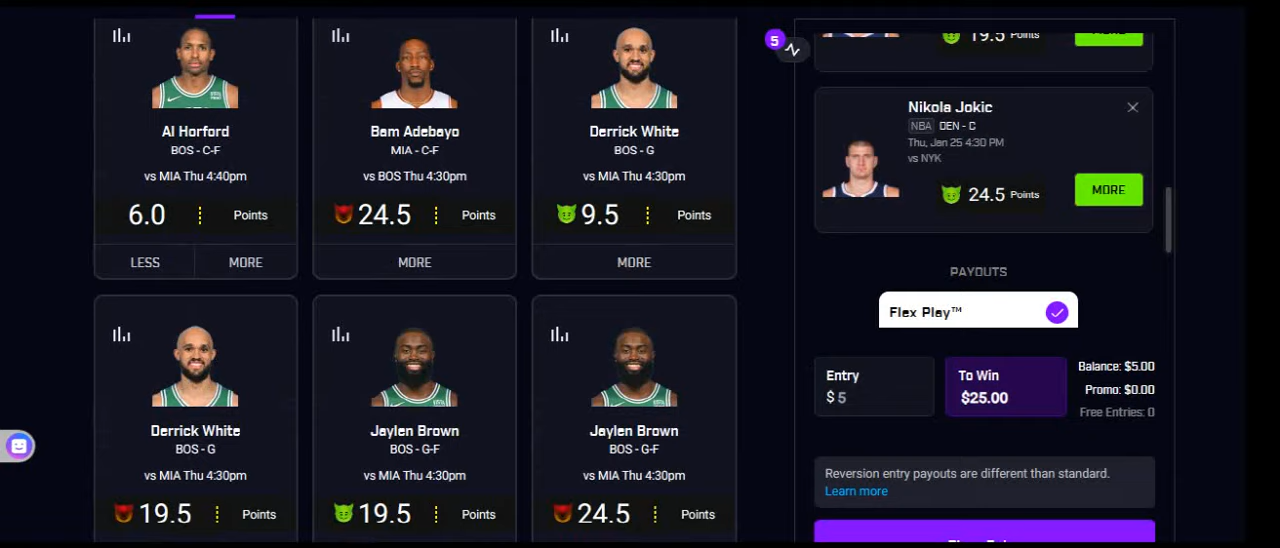 Al Horford
BOS - C-F
vs MIA Thu 4:40pm
6.0 Points
LESS MORE
Bam Adebayo
MIA - C-F
vs BOS Thu 4:30pm
24.5 Points
MORE
Derrick White
BOS - G
vs MIA Thu 4:30pm
9.5 Points
MORE
Derrick White
BOS - G
vs MIA Thu 4:30pm
19.5 Points
Jaylen Brown
BOS - G-F
vs MIA Thu 4:30pm
19.5 Points
Jaylen Brown
BOS - G-F
vs MIA Thu 4:30pm
24.5 Points
5
19.5 Points
Nikola Jokic
NBA DEN - C
Thu, Jan 25 4:30 PM
vs NYK
24.5 Points
MORE
PAYOUTS
Flex Play™
Entry
$ 5
To Win
$25.00
Balance: $5.00
Promo: $0.00
Free Entries: 0
Reversion entry payouts are different than standard.
Learn more